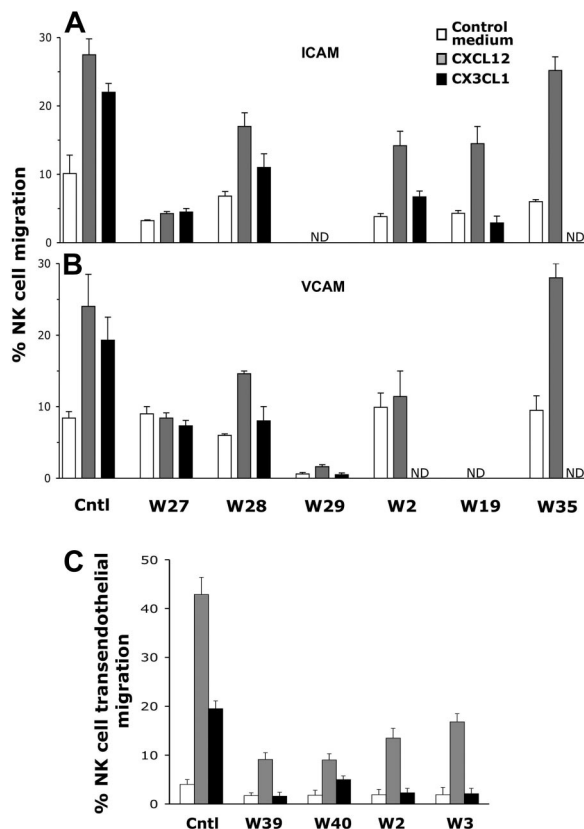 A
ICAM
Control
medium
CXCL12
CX3CL1
30
20
10
0
ND
ND
% NK cell migration
B
VCAM
30
20
10
0
ND
ND
ND
Cntl W27 W28 W29 W2 W19 W35
C
50
40
30
20
10
0
% NK cell transendothelial
migration
Cntl W39 W40 W2 W3